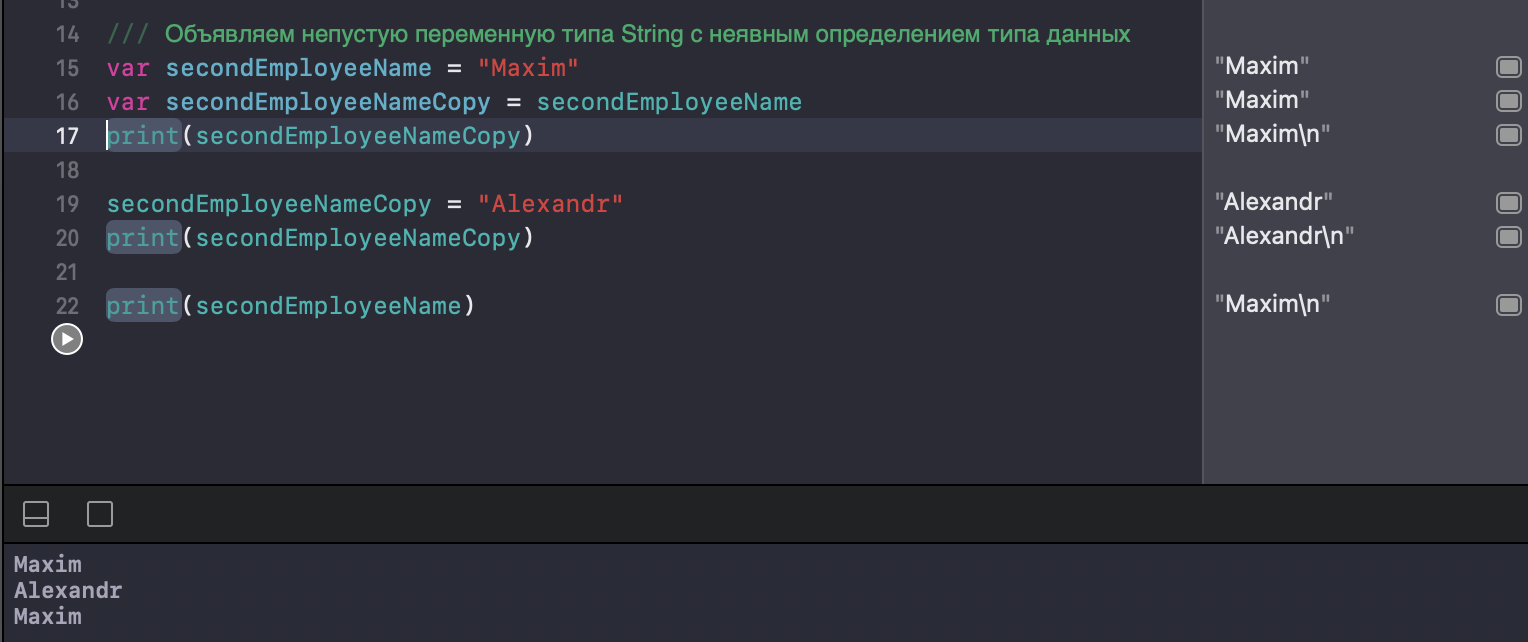 13
14 /// Объявляем непустую переменную типа String с неявным определением типа данных
15 var secondEmployeeName = "Maxim" "Maxim"
16 var secondEmployeeNameCopy = secondEmployeeName "Maxim"
17 print(secondEmployeeNameCopy) "Maxim\n"
18
19 secondEmployeeNameCopy = "Alexandr" "Alexandr"
20 print(secondEmployeeNameCopy) "Alexandr\n"
21
22 print(secondEmployeeName) "Maxim\n"
Maxim
Alexandr
Maxim